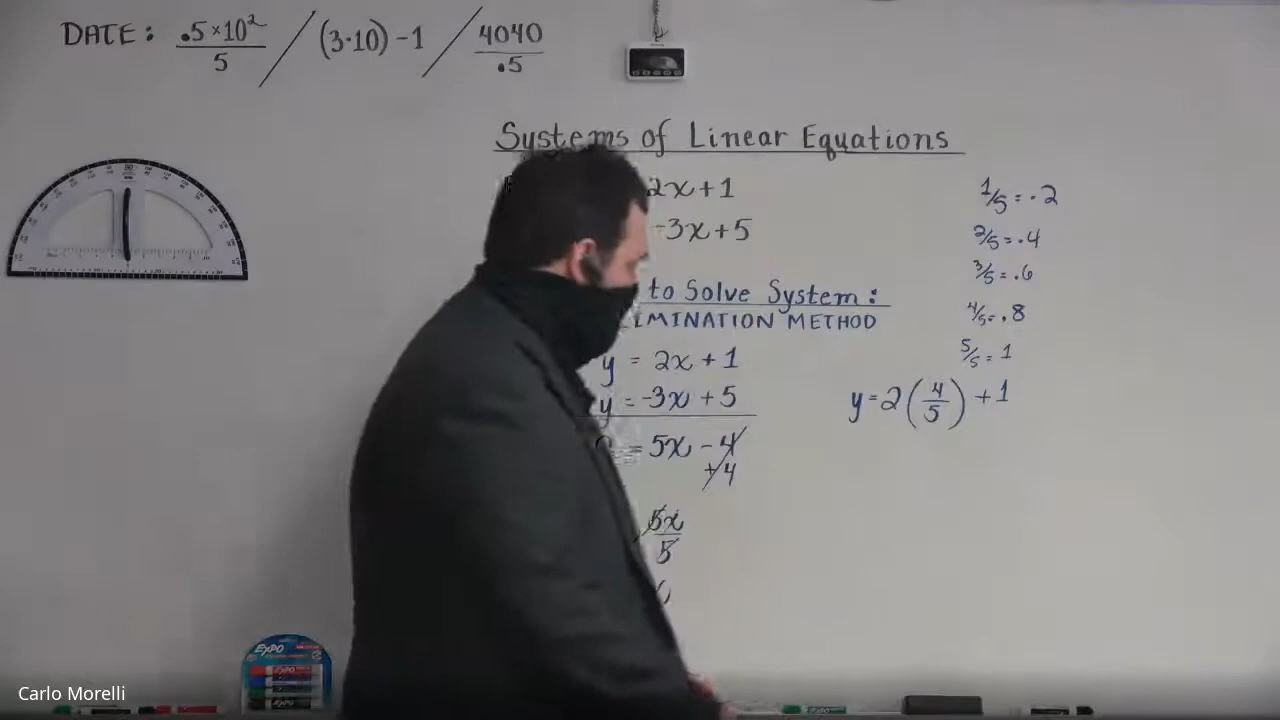 DATE: .5×10² / 5 / (3·10) - 1 / 4040 / .5
Systems of Linear Equations
2x+1
-3x+5
to Solve System:
MINATION METHOD
y = 2x + 1
y = -3x + 5
= 5x - 4
+4
5x
5
1/5 = .2
2/5 = .4
3/5 = .6
4/5 = .8
5/5 = 1
y = 2(4/5) + 1
EXPO
Carlo Morelli